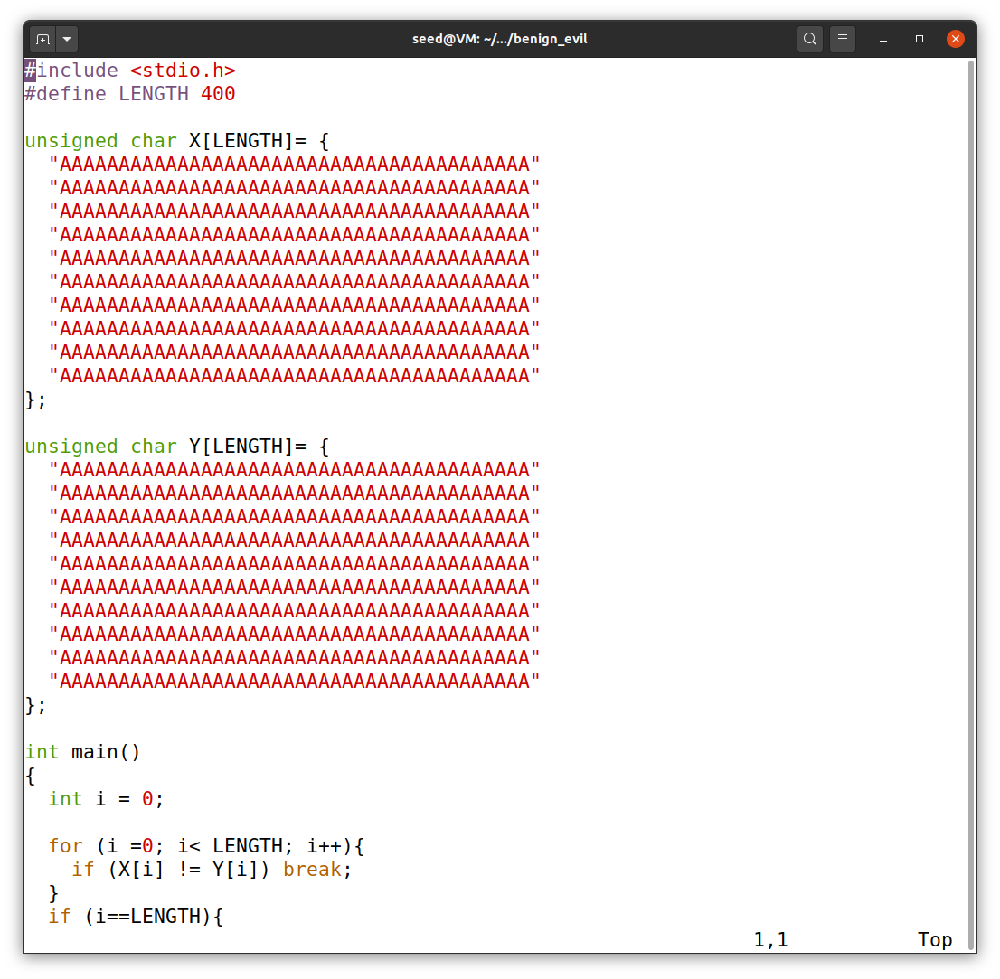 seed@VM: ~/.../benign_evil
#include <stdio.h>
#define LENGTH 400
unsigned char X[LENGTH]= {
"AAAAAAAAAAAAAAAAAAAAAAAAAAAAAAAAAAAAAAAA"
"AAAAAAAAAAAAAAAAAAAAAAAAAAAAAAAAAAAAAAAA"
"AAAAAAAAAAAAAAAAAAAAAAAAAAAAAAAAAAAAAAAA"
"AAAAAAAAAAAAAAAAAAAAAAAAAAAAAAAAAAAAAAAA"
"AAAAAAAAAAAAAAAAAAAAAAAAAAAAAAAAAAAAAAAA"
"AAAAAAAAAAAAAAAAAAAAAAAAAAAAAAAAAAAAAAAA"
"AAAAAAAAAAAAAAAAAAAAAAAAAAAAAAAAAAAAAAAA"
"AAAAAAAAAAAAAAAAAAAAAAAAAAAAAAAAAAAAAAAA"
"AAAAAAAAAAAAAAAAAAAAAAAAAAAAAAAAAAAAAAAA"
"AAAAAAAAAAAAAAAAAAAAAAAAAAAAAAAAAAAAAAAA"
};
unsigned char Y[LENGTH]= {
"AAAAAAAAAAAAAAAAAAAAAAAAAAAAAAAAAAAAAAAA"
"AAAAAAAAAAAAAAAAAAAAAAAAAAAAAAAAAAAAAAAA"
"AAAAAAAAAAAAAAAAAAAAAAAAAAAAAAAAAAAAAAAA"
"AAAAAAAAAAAAAAAAAAAAAAAAAAAAAAAAAAAAAAAA"
"AAAAAAAAAAAAAAAAAAAAAAAAAAAAAAAAAAAAAAAA"
"AAAAAAAAAAAAAAAAAAAAAAAAAAAAAAAAAAAAAAAA"
"AAAAAAAAAAAAAAAAAAAAAAAAAAAAAAAAAAAAAAAA"
"AAAAAAAAAAAAAAAAAAAAAAAAAAAAAAAAAAAAAAAA"
"AAAAAAAAAAAAAAAAAAAAAAAAAAAAAAAAAAAAAAAA"
"AAAAAAAAAAAAAAAAAAAAAAAAAAAAAAAAAAAAAAAA"
};
int main()
{
int i = 0;
for (i =0; i< LENGTH; i++){
if (X[i] != Y[i]) break;
}
if (i==LENGTH){
1,1 Top